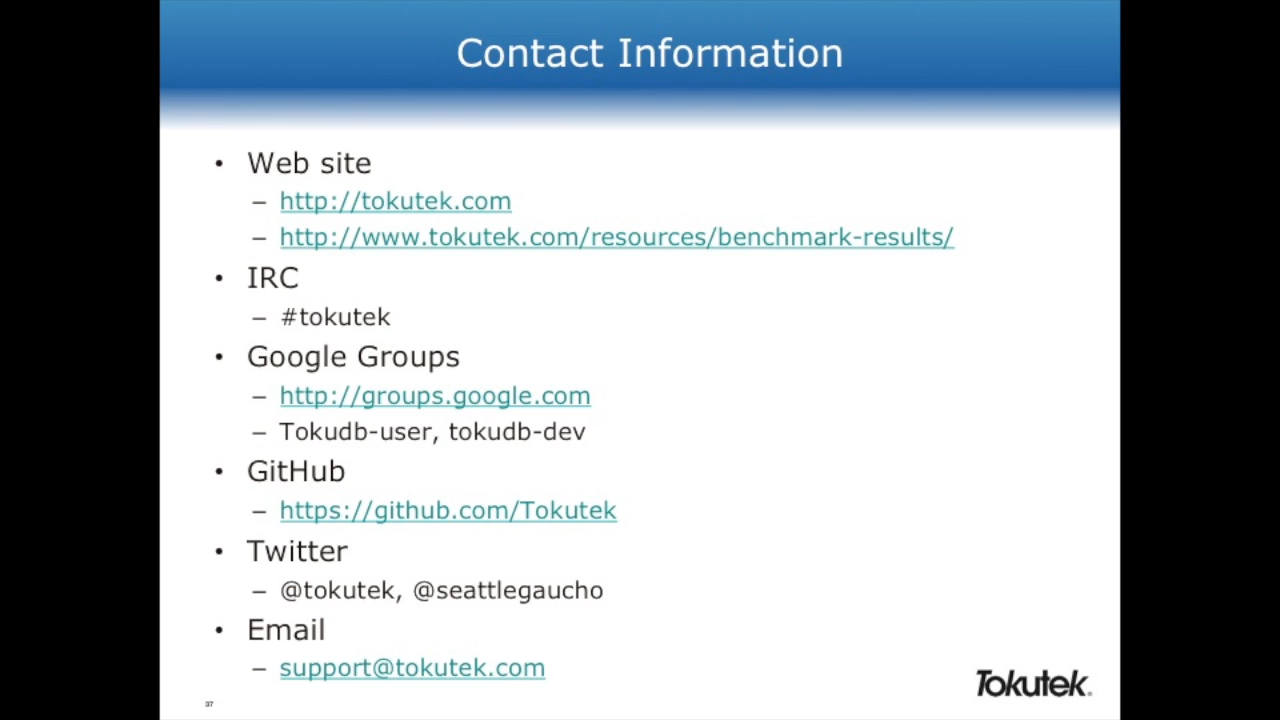 Contact Information
• Web site
– http://tokutek.com
– http://www.tokutek.com/resources/benchmark-results/
• IRC
– #tokutek
• Google Groups
– http://groups.google.com
– Tokudb-user, tokudb-dev
• GitHub
– https://github.com/Tokutek
• Twitter
– @tokutek, @seattlegaucho
• Email
– support@tokutek.com
37
Tokutek.